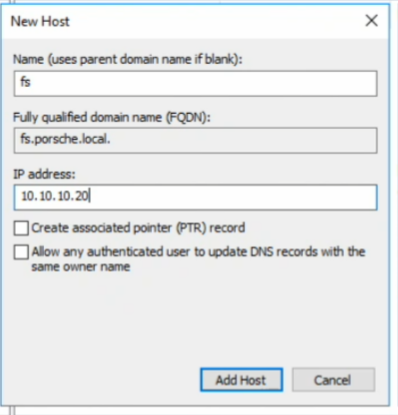 New Host
Name (uses parent domain name if blank):
fs
Fully qualified domain name (FQDN):
fs.porsche.local.
IP address:
10.10.10.20
Create associated pointer (PTR) record
Allow any authenticated user to update DNS records with the
same owner name
Add Host
Cancel